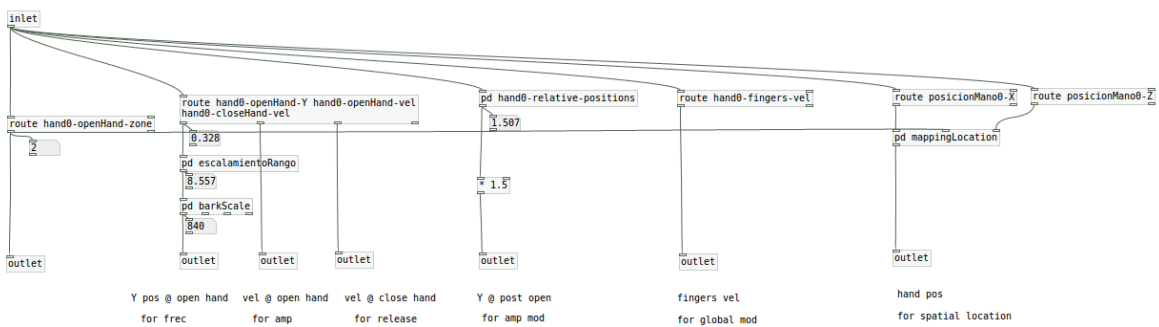 inlet
route hand0-openHand-zone
2
outlet
route hand0-openHand-Y hand0-openHand-vel
hand0-closeHand-vel
0.328
pd escalamientoRango
8.557
pd barkScale
840
outlet
outlet
outlet
pd hand0-relative-positions
1.507
* 1.5
outlet
route hand0-fingers-vel
outlet
route posicionMano0-X
route posicionMano0-Z
pd mappingLocation
outlet
Y pos @ open hand
for frec
vel @ open hand
for amp
vel @ close hand
for release
Y @ post open
for amp mod
fingers vel
for global mod
hand pos
for spatial location